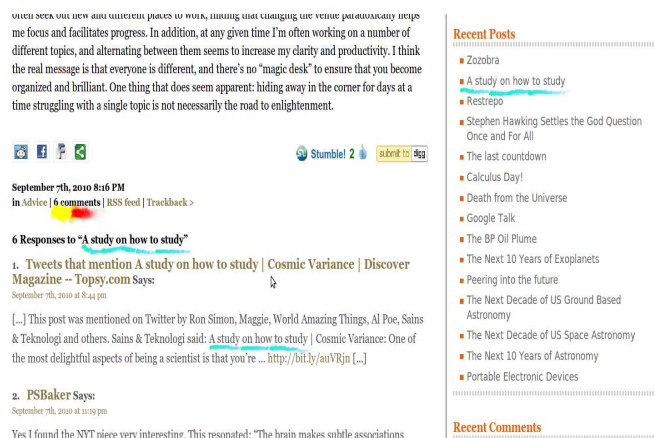 often seek out new and different places to work, finding that changing the venue paradoxically helps
me focus and facilitates progress. In addition, at any given time I'm often working on a number of
different topics, and alternating between them seems to increase my clarity and productivity. I think
the real message is that everyone is different, and there's no "magic desk" to ensure that you become
organized and brilliant. One thing that does seem apparent: hiding away in the corner for days at a
time struggling with a single topic is not necessarily the road to enlightenment.
Stumble! 2 submit to digg
September 7th, 2010 8:16 PM
in Advice | 6 comments | RSS feed | Trackback >
6 Responses to "A study on how to study"
1. Tweets that mention A study on how to study | Cosmic Variance | Discover
Magazine -- Topsy.com Says:
September 7th, 2010 at 8:44 pm
[...] This post was mentioned on Twitter by Ron Simon, Maggie, World Amazing Things, Al Poe, Sains
& Teknologi and others. Sains & Teknologi said: A study on how to study | Cosmic Variance: One of
the most delightful aspects of being a scientist is that you're ... http://bit.ly/auVRjn [...]
2. PSBaker Says:
September 7th, 2010 at 11:19 pm
Yes I found the NYT piece very interesting. This resonated: "The brain makes subtle associations
Recent Posts
Zozobra
A study on how to study
Restrepo
Stephen Hawking Settles the God Question
Once and For All
The last countdown
Calculus Day!
Death from the Universe
Google Talk
The BP Oil Plume
The Next 10 Years of Exoplanets
Peering into the future
The Next Decade of US Ground Based
Astronomy
The Next Decade of US Space Astronomy
The Next 10 Years of Astronomy
Portable Electronic Devices
Recent Comments